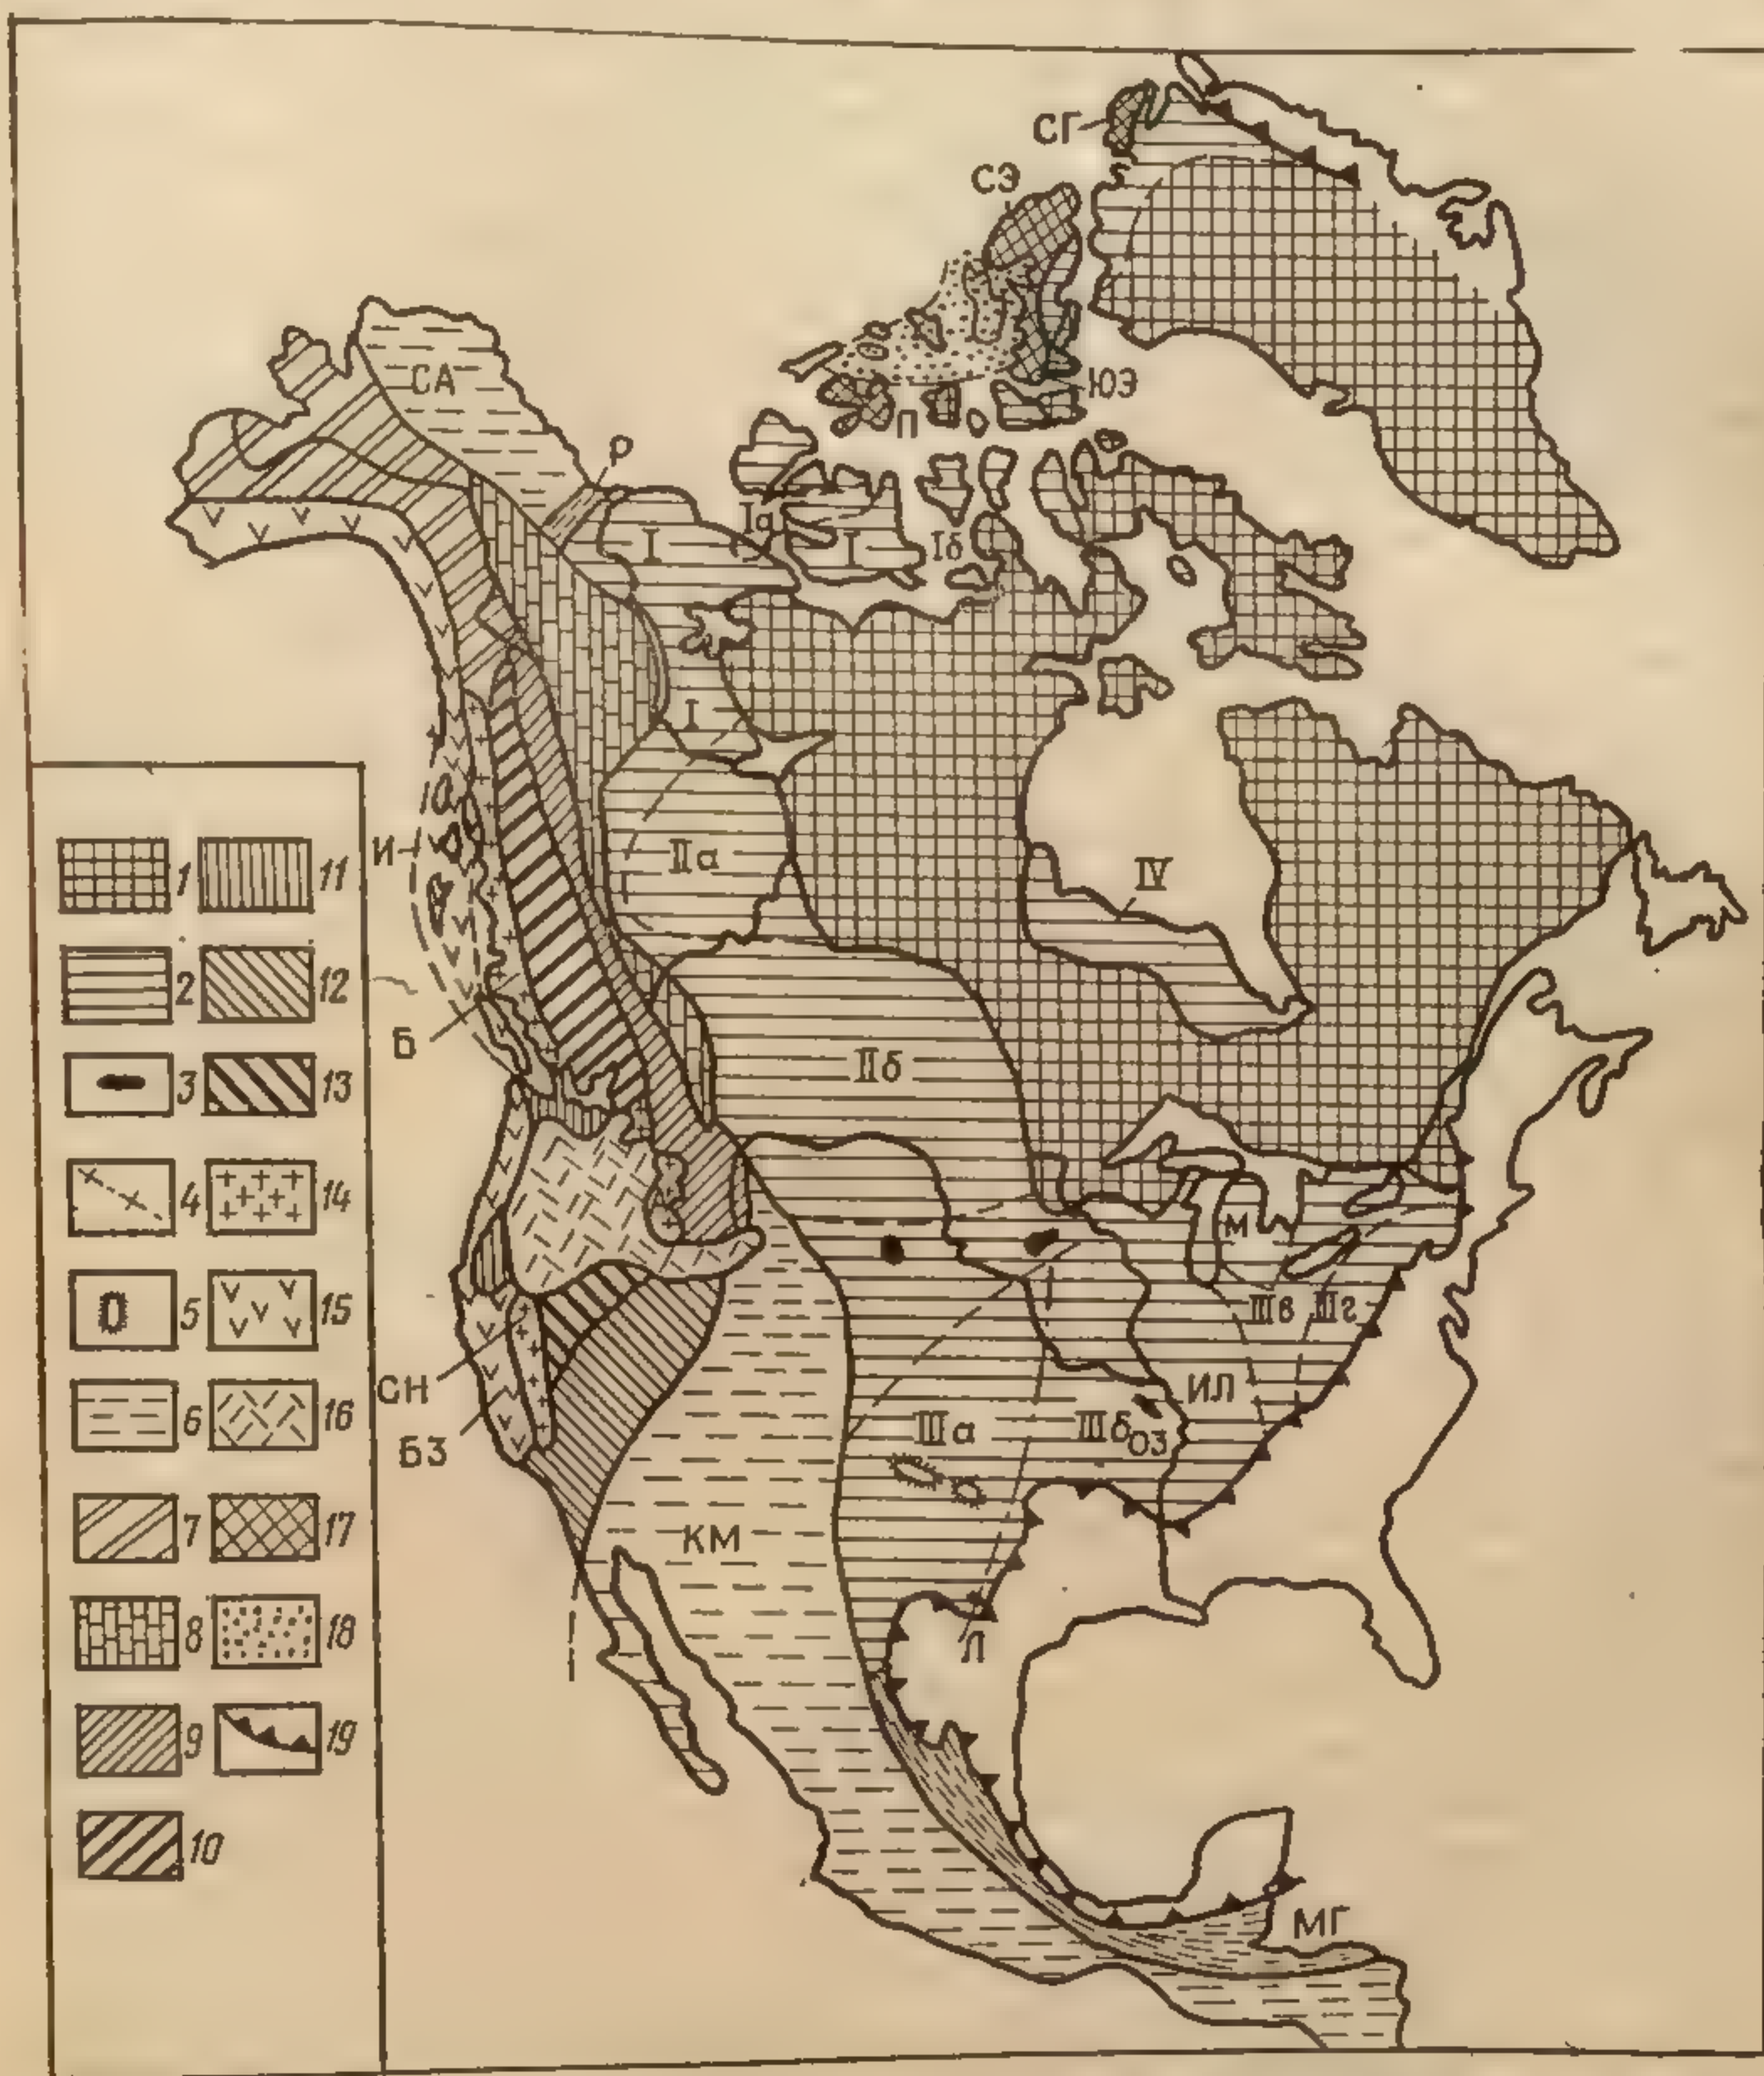 СГ
СЭ
СА
ЮЭ
П
Р
Iа
I
I
Iб
I
1
11
И
IIа
IV
2
12
Б
IIб
3
13
4
14
М
5
15
IIIв
IIIг
СН
ИЛ
6
16
IIIа
IIIб
ОЗ
БЗ
7
17
КМ
8
18
Л
9
19
10
МГ